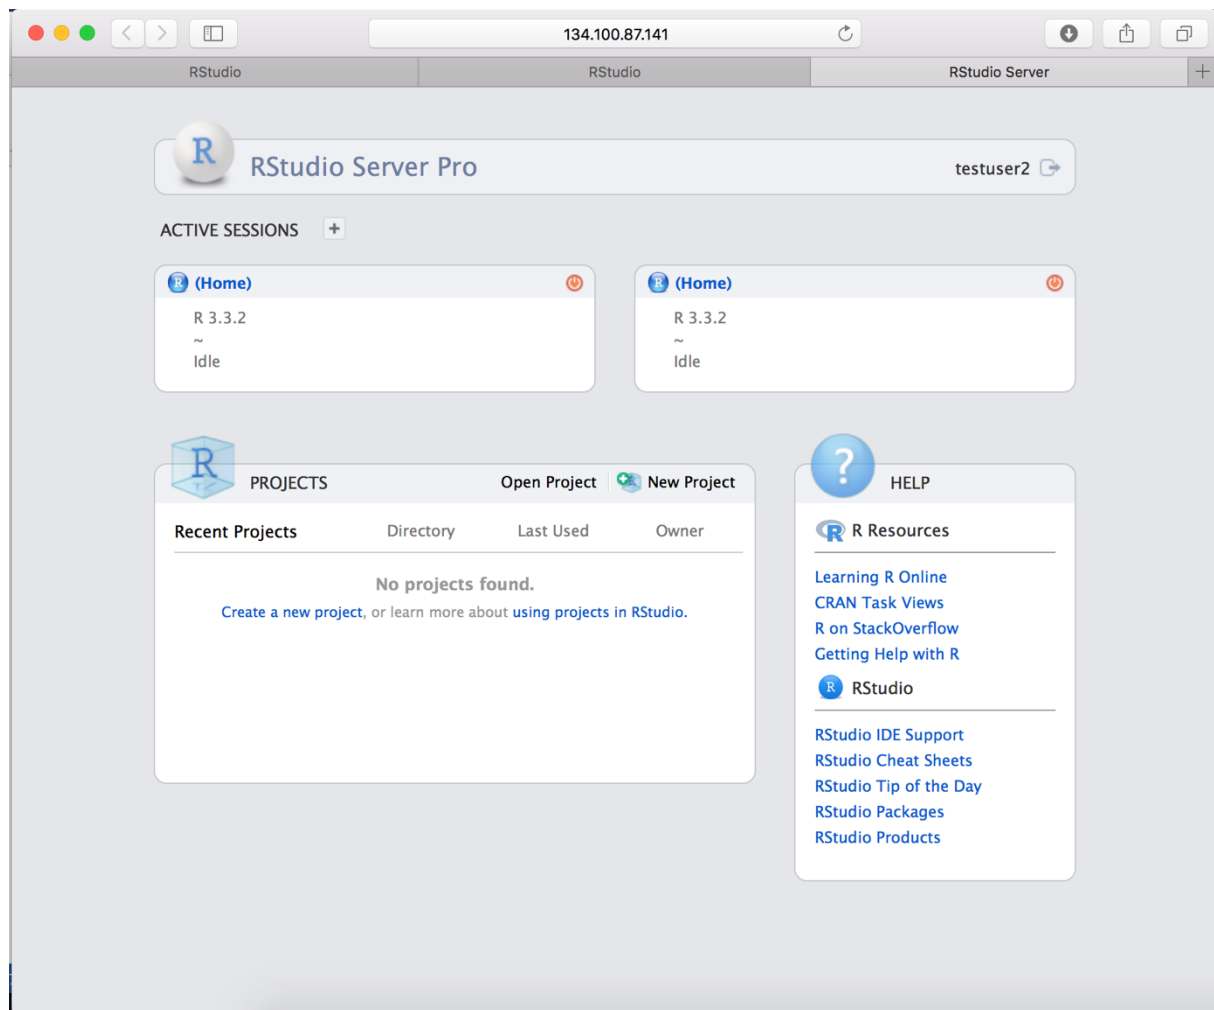 134.100.87.141
RStudio
RStudio
RStudio Server
+
R
RStudio Server Pro
testuser2
ACTIVE SESSIONS +
R (Home)
R 3.3.2
~
Idle
R (Home)
R 3.3.2
~
Idle
R
PROJECTS
Open Project
New Project
Recent Projects Directory Last Used Owner
No projects found.
Create a new project, or learn more about using projects in RStudio.
?
HELP
R R Resources
Learning R Online
CRAN Task Views
R on StackOverflow
Getting Help with R
R RStudio
RStudio IDE Support
RStudio Cheat Sheets
RStudio Tip of the Day
RStudio Packages
RStudio Products